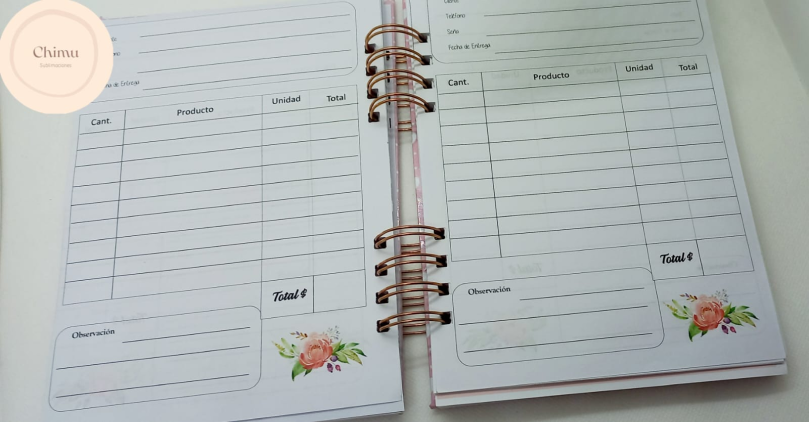 Chimu
Fecha de Entrega
Cant. Producto Unidad Total
Total $
Observación
Teléfono
Seña
Fecha de Entrega
Cant. Producto Unidad Total
Total $
Observación